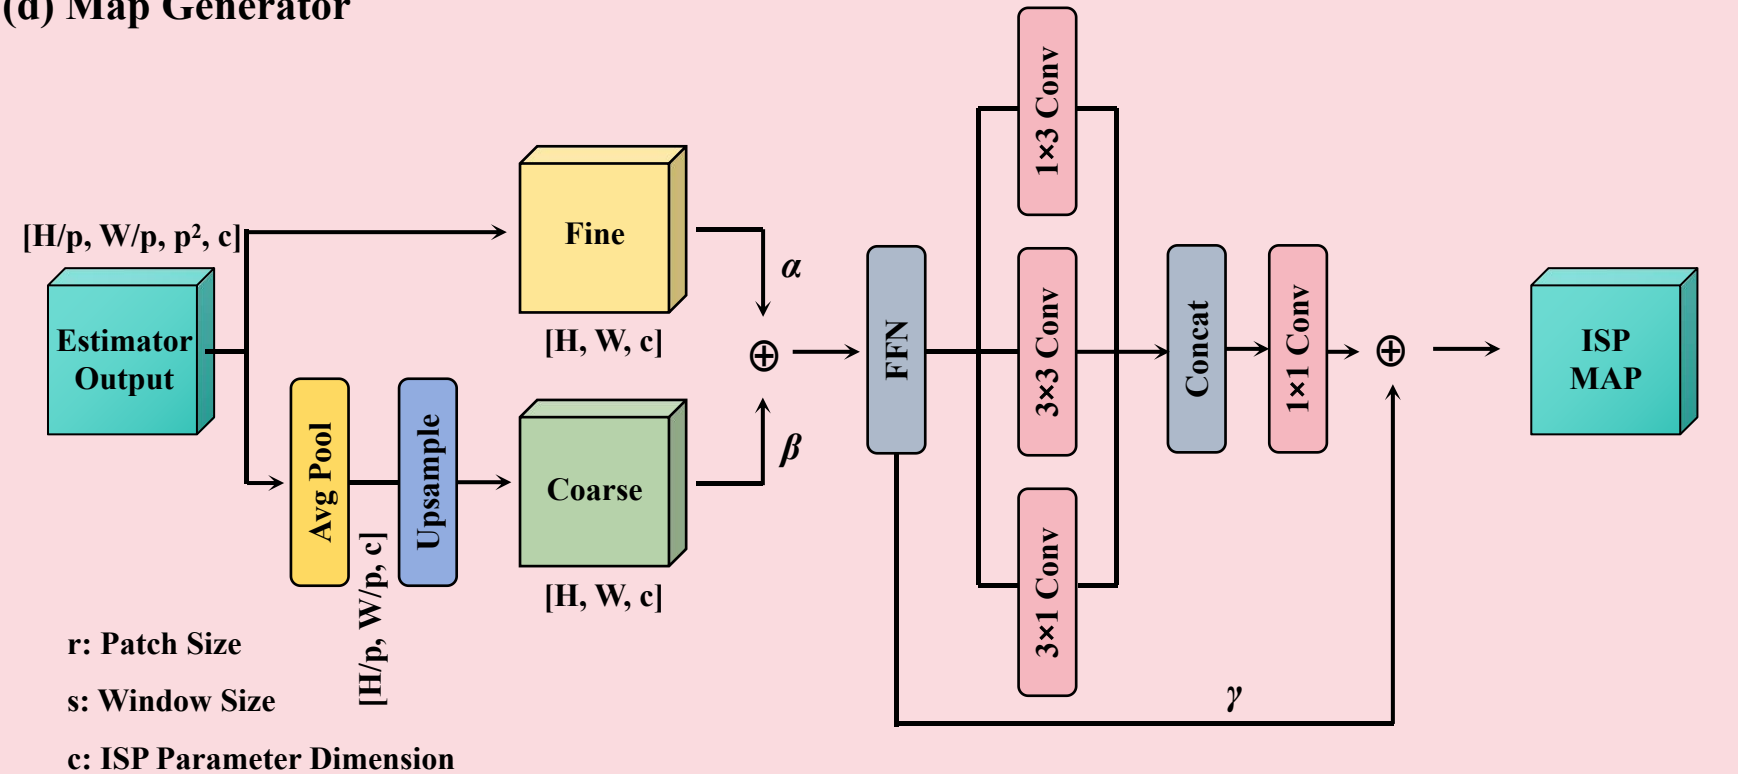 (d) Map Generator
[H/p, W/p, p², c]
Estimator
Output
Avg Pool
[H/p, W/p, c]
Upsample
Fine
[H, W, c]
Coarse
[H, W, c]
α
⊕
β
FFN
1×3 Conv
3×3 Conv
3×1 Conv
Concat
1×1 Conv
⊕
γ
ISP
MAP
r: Patch Size
s: Window Size
c: ISP Parameter Dimension